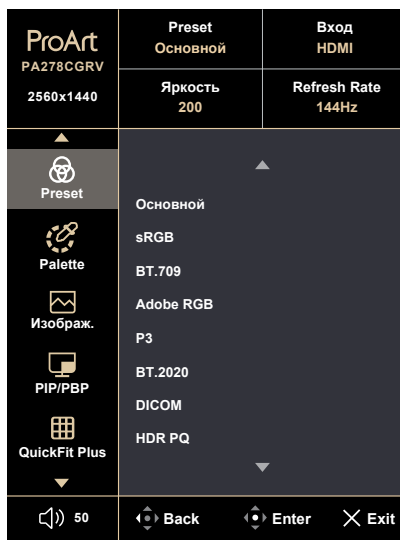 ProArt
PA278CGRV
2560x1440
Preset
Основной
Вход
HDMI
Яркость
200
Refresh Rate
144Hz
Preset
Palette
Изображ.
PIP/PBP
QuickFit Plus
Основной
sRGB
BT.709
Adobe RGB
P3
BT.2020
DICOM
HDR PQ
50
Back
Enter
Exit